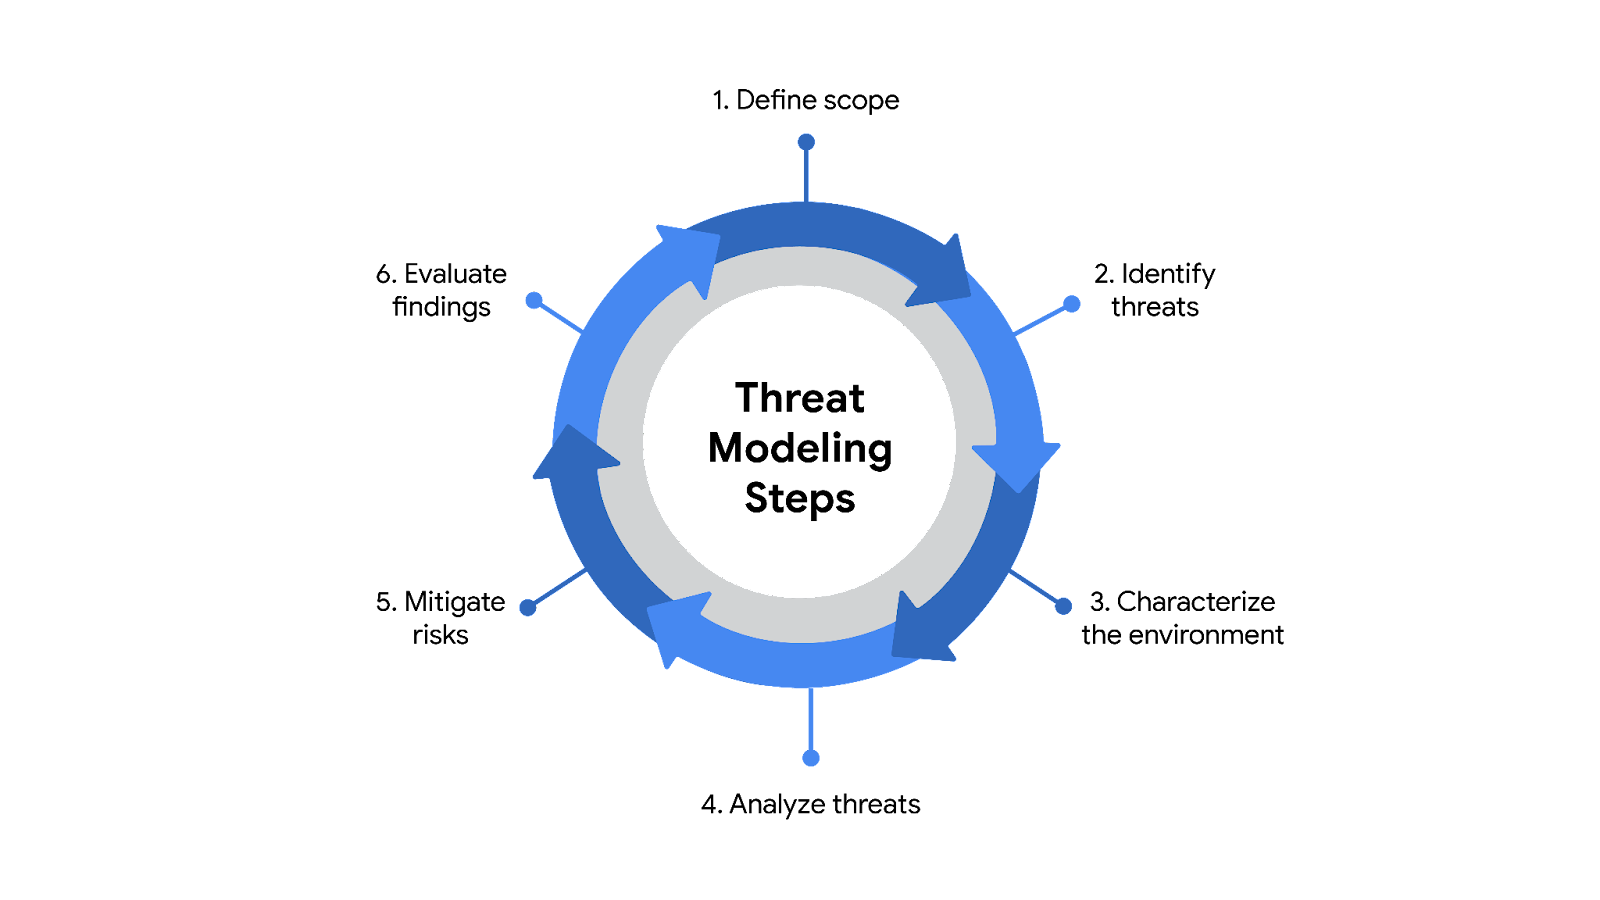 1. Define scope
2. Identify
threats
3. Characterize
the environment
4. Analyze threats
5. Mitigate
risks
6. Evaluate
findings
Threat
Modeling
Steps